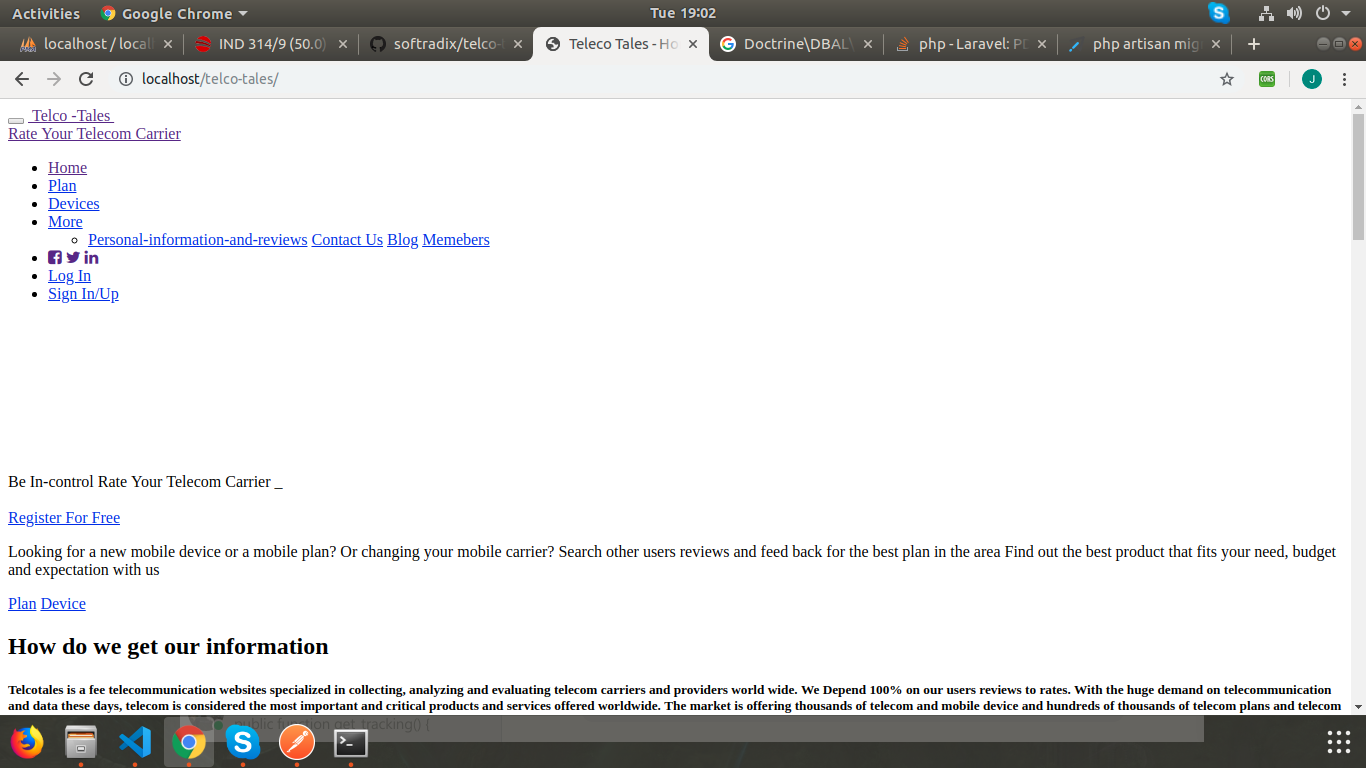 Activities Google Chrome Tue 19:02
localhost / local IND 314/9 (50.0) softradix/telco- Teleco Tales - Ho Doctrine\DBAL\ php - Laravel: PD php artisan mig
localhost/telco-tales/ CORS J
Telco -Tales
Rate Your Telecom Carrier
Home
Plan
Devices
More
Personal-information-and-reviews Contact Us Blog Memebers
Log In
Sign In/Up
Be In-control Rate Your Telecom Carrier _
Register For Free
Looking for a new mobile device or a mobile plan? Or changing your mobile carrier? Search other users reviews and feed back for the best plan in the area Find out the best product that fits your need, budget
and expectation with us
Plan Device
How do we get our information
Telcotales is a fee telecommunication websites specialized in collecting, analyzing and evaluating telecom carriers and providers world wide. We Depend 100% on our users reviews to rates. With the huge demand on telecommunication
and data these days, telecom is considered the most important and critical products and services offered worldwide. The market is offering thousands of telecom and mobile device and hundreds of thousands of telecom plans and telecom
public function get_tracking() {